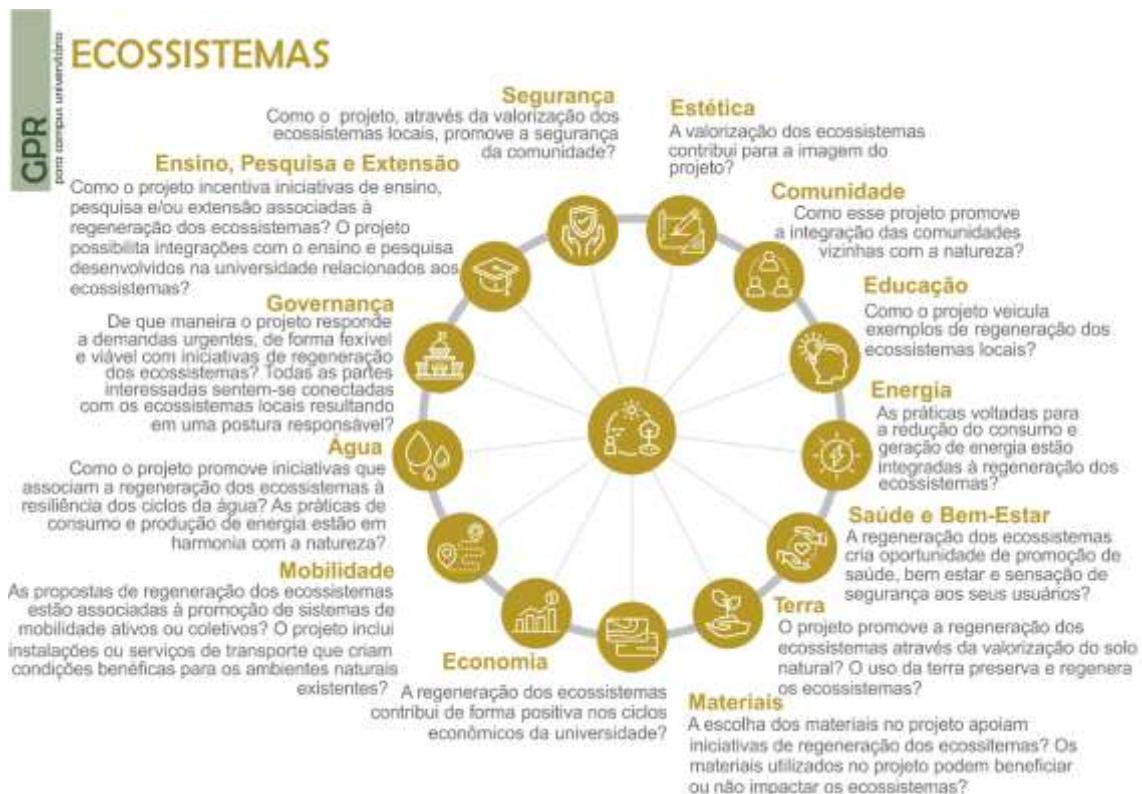 GPR
para campus universitário
ECOSSISTEMAS
Segurança
Como o projeto, através da valorização dos
ecossistemas locais, promove a segurança
da comunidade?
Estética
A valorização dos ecossistemas
contribui para a imagem do
projeto?
Comunidade
Como esse projeto promove
a integração das comunidades
vizinhas com a natureza?
Educação
Como o projeto veicula
exemplos de regeneração dos
ecossistemas locais?
Energia
As práticas voltadas para
a redução do consumo e
geração de energia estão
integradas à regeneração dos
ecossistemas?
Saúde e Bem-Estar
A regeneração dos ecossistemas
cria oportunidade de promoção de
saúde, bem estar e sensação de
segurança aos seus usuários?
Terra
O projeto promove a regeneração dos
ecossistemas através da valorização do solo
natural? O uso da terra preserva e regenera
os ecossistemas?
Materiais
A escolha dos materiais no projeto apoiam
iniciativas de regeneração dos ecossitemas? Os
materiais utilizados no projeto podem beneficiar
ou não impactar os ecossistemas?
Economia
A regeneração dos ecossistemas
contribui de forma positiva nos ciclos
econômicos da universidade?
Mobilidade
As propostas de regeneração dos ecossistemas
estão associadas à promoção de sistemas de
mobilidade ativos ou coletivos? O projeto inclui
instalações ou serviços de transporte que criam
condições benéficas para os ambientes naturais
existentes?
Água
Como o projeto promove iniciativas que
associam a regeneração dos ecossistemas à
resiliência dos ciclos da água? As práticas de
consumo e produção de energia estão em
harmonia com a natureza?
Governança
De que maneira o projeto responde
a demandas urgentes, de forma fexível
e viável com iniciativas de regeneração
dos ecossistemas? Todas as partes
interessadas sentem-se conectadas
com os ecossistemas locais resultando
em uma postura responsável?
Ensino, Pesquisa e Extensão
Como o projeto incentiva iniciativas de ensino,
pesquisa e/ou extensão associadas à
regeneração dos ecossistemas? O projeto
possibilita integrações com o ensino e pesquisa
desenvolvidos na universidade relacionados aos
ecossistemas?